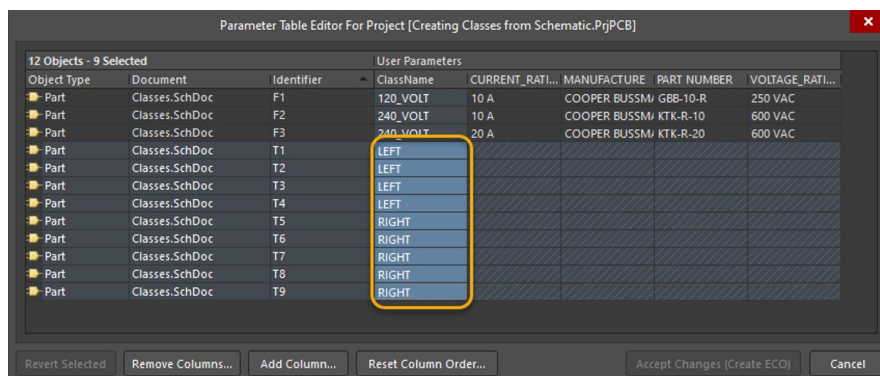 Parameter Table Editor For Project [Creating Classes from Schematic.PrjPCB]
12 Objects - 9 Selected User Parameters
Object Type Document Identifier ClassName CURRENT_RATI... MANUFACTURE PART NUMBER VOLTAGE_RATI...
Part Classes.SchDoc F1 120_VOLT 10 A COOPER BUSSMA GBB-10-R 250 VAC
Part Classes.SchDoc F2 240_VOLT 10 A COOPER BUSSMA KTK-R-10 600 VAC
Part Classes.SchDoc F3 240_VOLT 20 A COOPER BUSSMA KTK-R-20 600 VAC
Part Classes.SchDoc T1 LEFT
Part Classes.SchDoc T2 LEFT
Part Classes.SchDoc T3 LEFT
Part Classes.SchDoc T4 LEFT
Part Classes.SchDoc T5 RIGHT
Part Classes.SchDoc T6 RIGHT
Part Classes.SchDoc T7 RIGHT
Part Classes.SchDoc T8 RIGHT
Part Classes.SchDoc T9 RIGHT
Revert Selected Remove Columns... Add Column... Reset Column Order... Accept Changes (Create ECO) Cancel